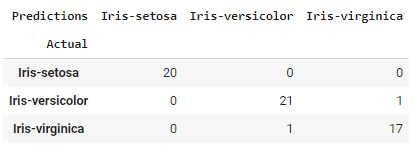 Predictions Iris-setosa Iris-versicolor Iris-virginica
Actual
Iris-setosa 20 0 0
Iris-versicolor 0 21 1
Iris-virginica 0 1 17